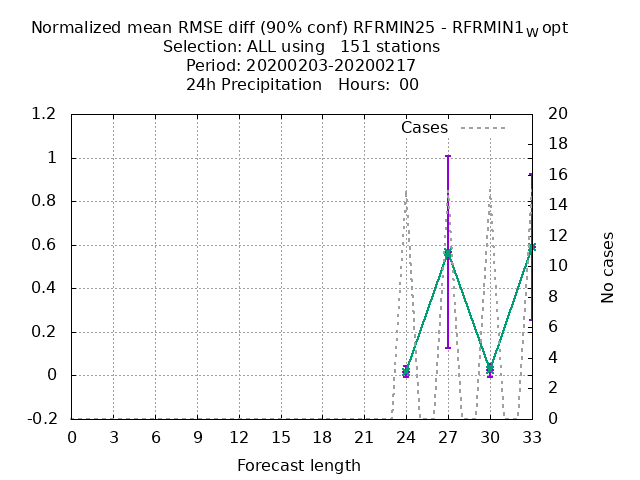 Normalized mean RMSE diff (90% conf) RFRMIN25 - RFRMIN1Wopt
Selection: ALL using 151 stations
Period: 20200203-20200217
24h Precipitation Hours: 00
1.2
1
0.8
0.6
0.4
0.2
0
-0.2
Cases
20
18
16
14
12
10
8
6
4
2
0
No cases
0 3 6 9 12 15 18 21 24 27 30 33
Forecast length